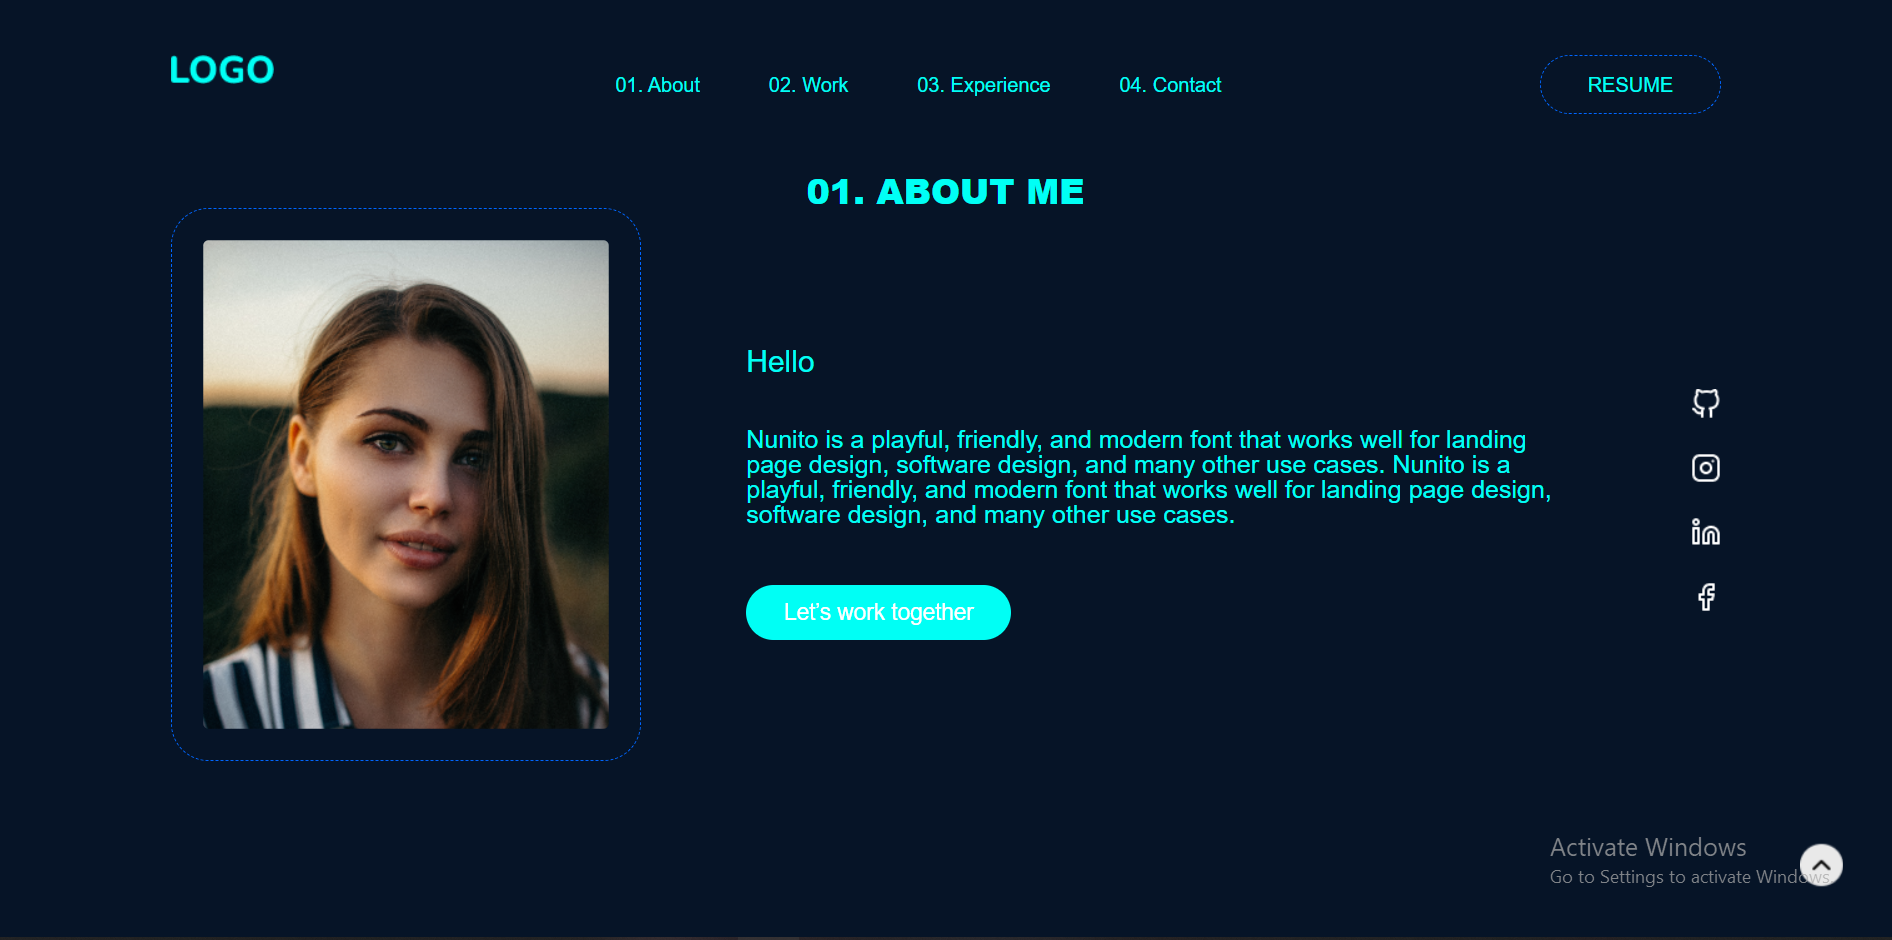 LOGO
01. About
02. Work
03. Experience
04. Contact
RESUME
01. ABOUT ME
Hello
Nunito is a playful, friendly, and modern font that works well for landing
page design, software design, and many other use cases. Nunito is a
playful, friendly, and modern font that works well for landing page design,
software design, and many other use cases.
Let's work together
Activate Windows
Go to Settings to activate Windows.